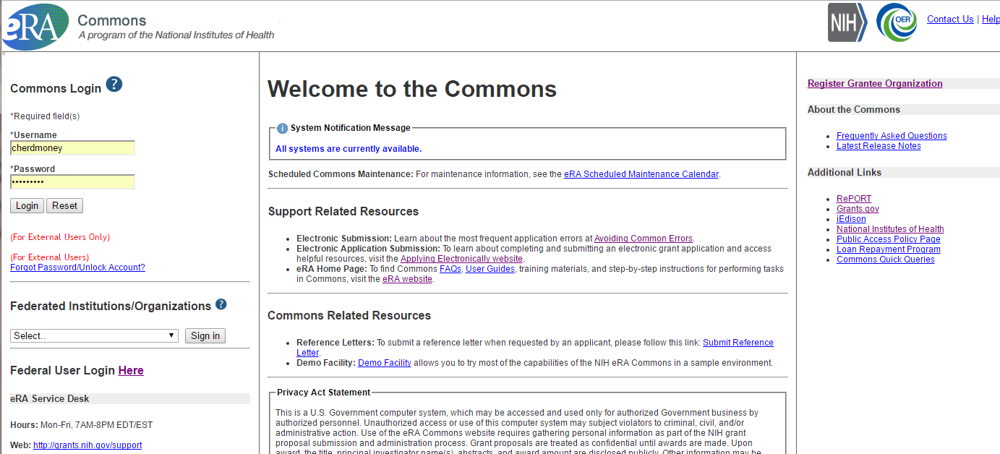 eRA
Commons
A program of the National Institutes of Health
NIH
OER
Contact Us | Help
Commons Login ?
*Required field(s)
*Username
cherdmoney
*Password
•••••••••
Login Reset
(For External Users Only)
(For External Users)
Forgot Password/Unlock Account?
Federated Institutions/Organizations ?
Select.. Sign in
Federal User Login Here
eRA Service Desk
Hours: Mon-Fri, 7AM-8PM EDT/EST
Web: http://grants.nih.gov/support
Welcome to the Commons
System Notification Message
All systems are currently available.
Scheduled Commons Maintenance: For maintenance information, see the eRA Scheduled Maintenance Calendar.
Support Related Resources
• Electronic Submission: Learn about the most frequent application errors at Avoiding Common Errors.
• Electronic Application Submission: To learn about completing and submitting an electronic grant application and access
helpful resources, visit the Applying Electronically website.
• eRA Home Page: To find Commons FAQs, User Guides, training materials, and step-by-step instructions for performing tasks
in Commons, visit the eRA website.
Commons Related Resources
• Reference Letters: To submit a reference letter when requested by an applicant, please follow this link: Submit Reference
Letter.
• Demo Facility: Demo Facility allows you to try most of the capabilities of the NIH eRA Commons in a sample environment.
Privacy Act Statement
This is a U.S. Government computer system, which may be accessed and used only for authorized Government business by
authorized personnel. Unauthorized access or use of this computer system may subject violators to criminal, civil, and/or
administrative action. Use of the eRA Commons website requires gathering personal information as part of the NIH grant
proposal submission and administration process. Grant proposals are treated as confidential until awards are made. Upon
award, the title, principal investigator name(s), abstracts, and award amount are disclosed publicly. Other information may be
Register Grantee Organization
About the Commons
• Frequently Asked Questions
• Latest Release Notes
Additional Links
• RePORT
• Grants.gov
• iEdison
• National Institutes of Health
• Public Access Policy Page
• Loan Repayment Program
• Commons Quick Queries